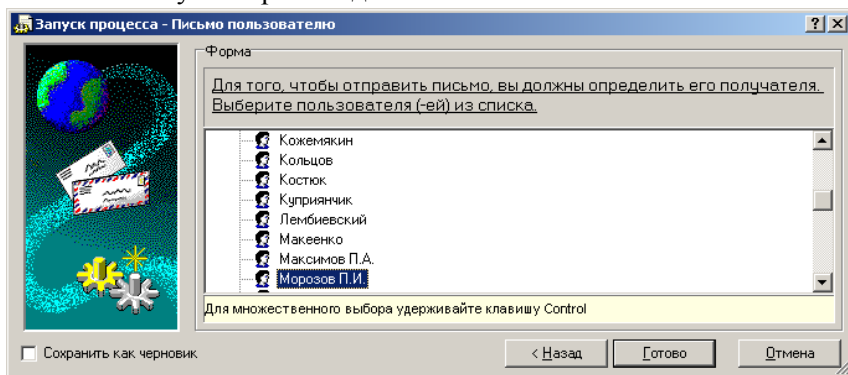 Запуск процесса - Письмо пользователю
Форма
Для того, чтобы отправить письмо, вы должны определить его получателя.
Выберите пользователя (-ей) из списка.
Кожемякин
Кольцов
Костюк
Куприянчик
Лембиевский
Макеенко
Максимов П.А.
Морозов П.И.
Для множественного выбора удерживайте клавишу Control
Сохранить как черновик
< Назад
Готово
Отмена